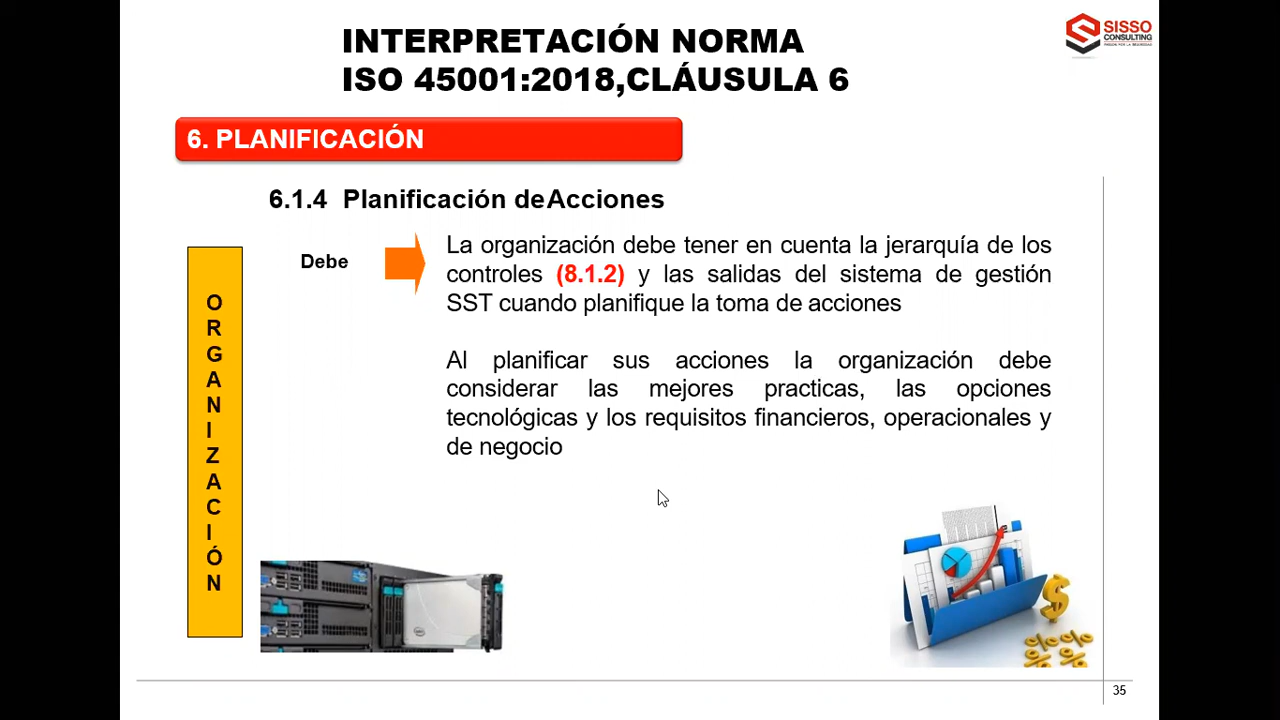 INTERPRETACIÓN NORMA
ISO 45001:2018,CLÁUSULA 6
SISSO
CONSULTING
6. PLANIFICACIÓN
6.1.4 Planificación deAcciones
Debe
La organización debe tener en cuenta la jerarquía de los
controles (8.1.2) y las salidas del sistema de gestión
SST cuando planifique la toma de acciones
Al planificar sus acciones la organización debe
considerar las mejores practicas, las opciones
tecnológicas y los requisitos financieros, operacionales y
de negocio
ORGANIZACIÓN
35